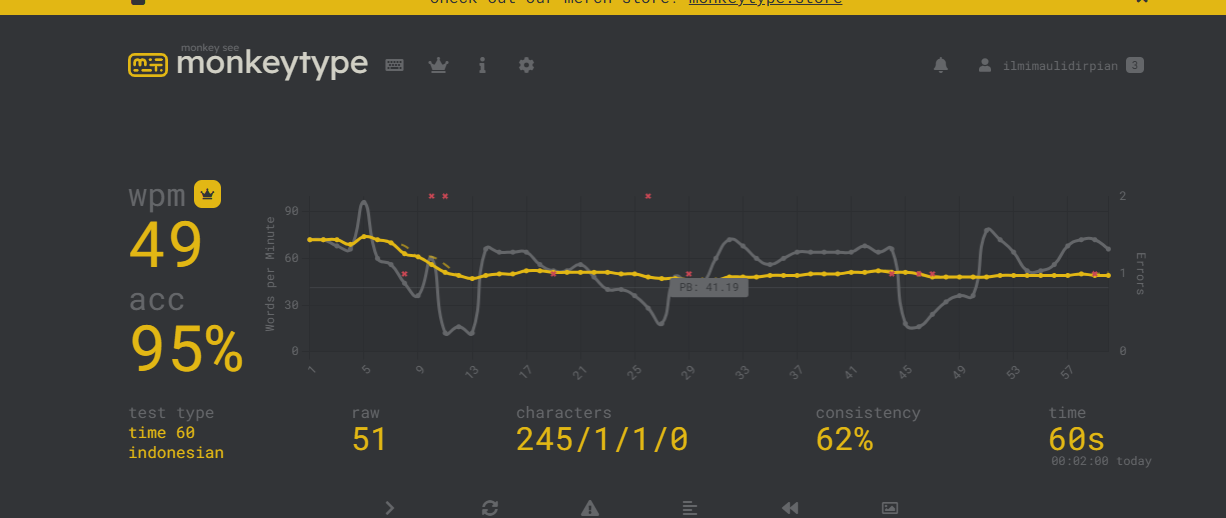 Check out our merch store! monkeytype.store
monkey see
monkeytype
ilmimaulidirpian 3
wpm
49
acc
95%
Words per Minute
90
60
30
0
2
1
0
Errors
PB: 41.19
1 5 9 13 17 21 25 29 33 37 41 45 49 53 57
test type
time 60
indonesian
raw
51
characters
245/1/1/0
consistency
62%
time
60s
00:02:00 today